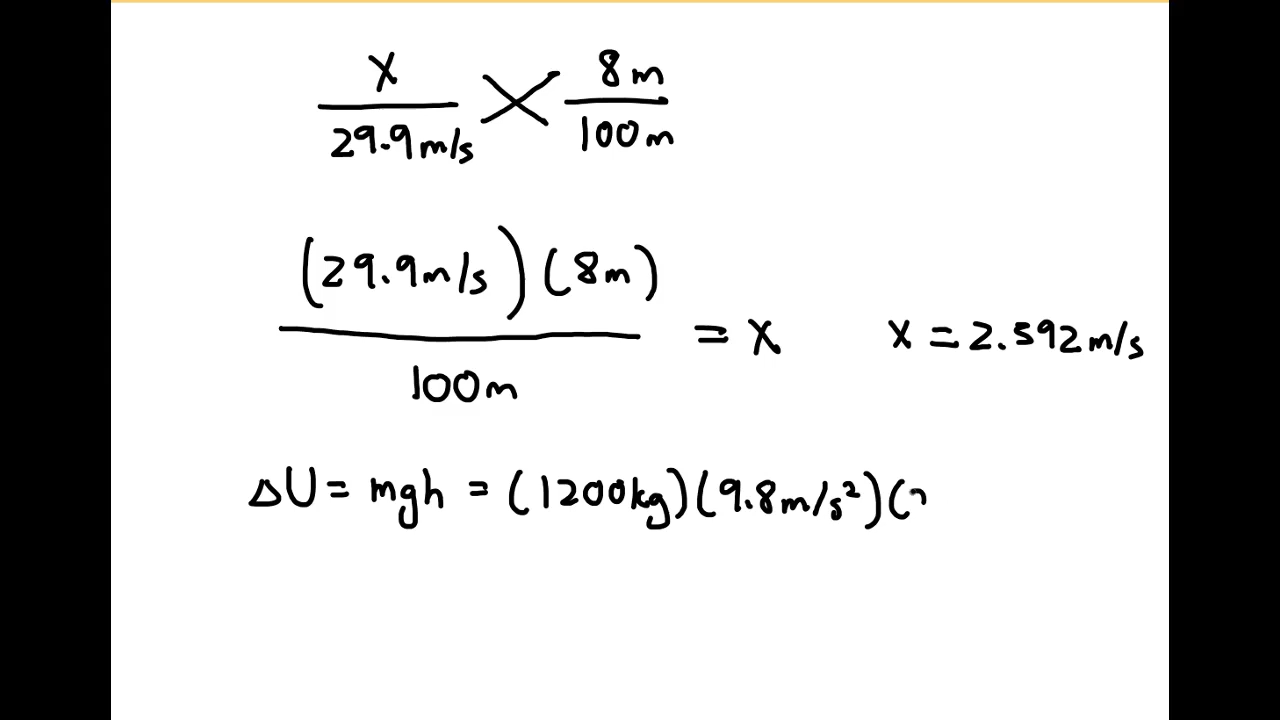 X 8m
29.9m/s 100m
(29.9m/s)(8m)
100m
= X X = 2.592m/s
ΔU = mgh = (1200kg)(9.8m/s²)(